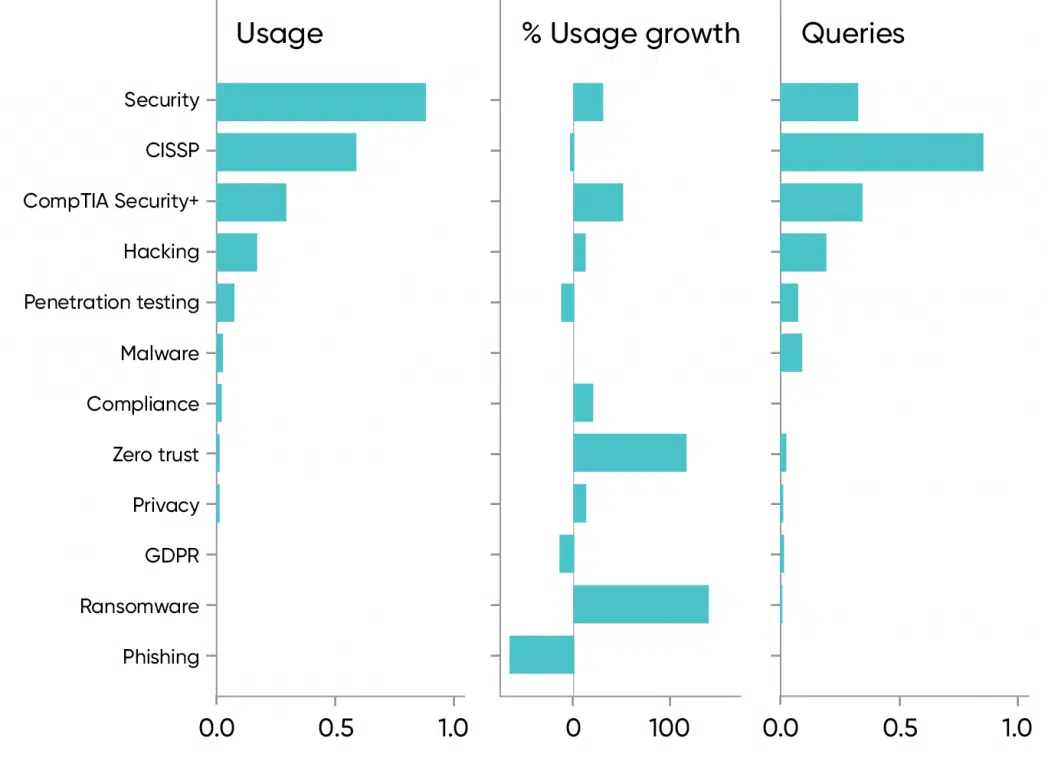 Usage
% Usage growth
Queries
Security
CISSP
CompTIA Security+
Hacking
Penetration testing
Malware
Compliance
Zero trust
Privacy
GDPR
Ransomware
Phishing
0.0 0.5 1.0
0 100
0.0 0.5 1.0